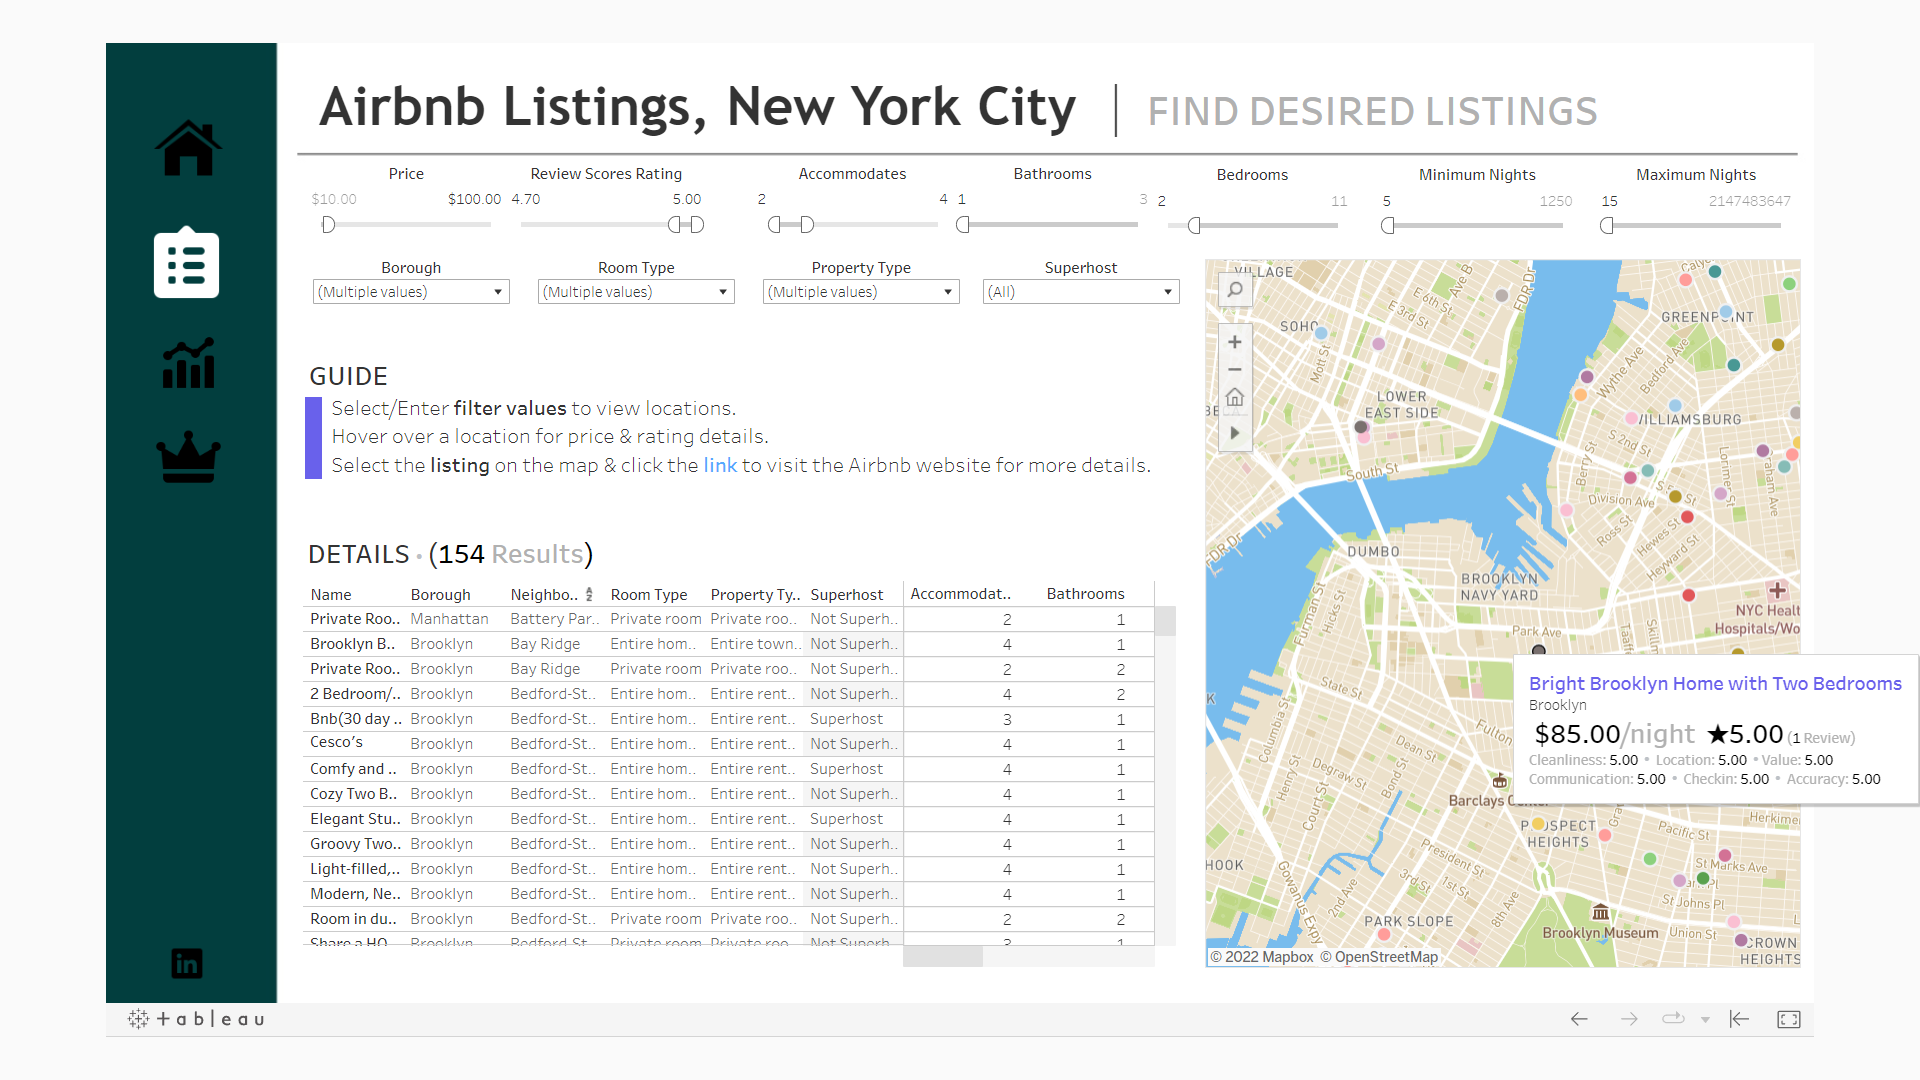 Airbnb Listings, New York City
FIND DESIRED LISTINGS
Price
Review Scores Rating
Accommodates
Bathrooms
Bedrooms
Minimum Nights
Maximum Nights
$10.00 $100.00
4.70 5.00
2 4
1 3
2 11
5 1250
15 2147483647
Borough
Room Type
Property Type
Superhost
(Multiple values)
(Multiple values)
(Multiple values)
(All)
GUIDE
Select/Enter filter values to view locations.
Hover over a location for price & rating details.
Select the listing on the map & click the link to visit the Airbnb website for more details.
DETAILS • (154 Results)
Name Borough Neighbo.. Room Type Property Ty.. Superhost Accommodat.. Bathrooms
Private Roo.. Manhattan Battery Par.. Private room Private roo.. Not Superh.. 2 1
Brooklyn B.. Brooklyn Bay Ridge Entire hom.. Entire town.. Not Superh.. 4 1
Private Roo.. Brooklyn Bay Ridge Private room Private roo.. Not Superh.. 2 2
2 Bedroom/.. Brooklyn Bedford-St.. Entire hom.. Entire rent.. Not Superh.. 4 2
Bnb(30 day .. Brooklyn Bedford-St.. Entire hom.. Entire rent.. Superhost 3 1
Cesco's Brooklyn Bedford-St.. Entire hom.. Entire rent.. Not Superh.. 4 1
Comfy and .. Brooklyn Bedford-St.. Entire hom.. Entire rent.. Superhost 4 1
Cozy Two B.. Brooklyn Bedford-St.. Entire hom.. Entire rent.. Not Superh.. 4 1
Elegant Stu.. Brooklyn Bedford-St.. Entire hom.. Entire rent.. Superhost 4 1
Groovy Two.. Brooklyn Bedford-St.. Entire hom.. Entire rent.. Not Superh.. 4 1
Light-filled,.. Brooklyn Bedford-St.. Entire hom.. Entire rent.. Not Superh.. 4 1
Modern, Ne.. Brooklyn Bedford-St.. Entire hom.. Entire rent.. Not Superh.. 4 1
Room in du.. Brooklyn Bedford-St.. Private room Private roo.. Not Superh.. 2 2
Share a HO.. Brooklyn Bedford-St.. Private room Private roo.. Not Superh.. 2 1
VILLAGE
Ave B
FDR Dr
E 6th St
E 3rd St
SOHO
Mott St
LOWER
EAST SIDE
South St
FDR Dr
GREENPOINT
Wythe Ave
Bedford Ave
WILLIAMSBURG
S 2nd St
Berry St
Lorimer St
Graham Ave
Division Ave
Ross St
Hewes St
Heyward St
DUMBO
BROOKLYN
NAVY YARD
Furman St
Hicks St
Park Ave
NYC Healt
Hospitals/Wo
State St
Columbia St
Henry St
Court St
Degraw St
Bond St
Dean St
Fulton
Bright Brooklyn Home with Two Bedrooms
Brooklyn
$85.00/night ★5.00 (1 Review)
Cleanliness: 5.00 • Location: 5.00 • Value: 5.00
Communication: 5.00 • Checkin: 5.00 • Accuracy: 5.00
Barclays
PROSPECT
HEIGHTS
Herkimer
Pacific St
St Marks Ave
St Johns Pl
HOOK
Gowanus Expy
President St
3rd St
1st St
2nd Ave
8th Ave
PARK SLOPE
Brooklyn Museum
Union St
CROWN
HEIGHTS
© 2022 Mapbox © OpenStreetMap
in
+ a b l e a u